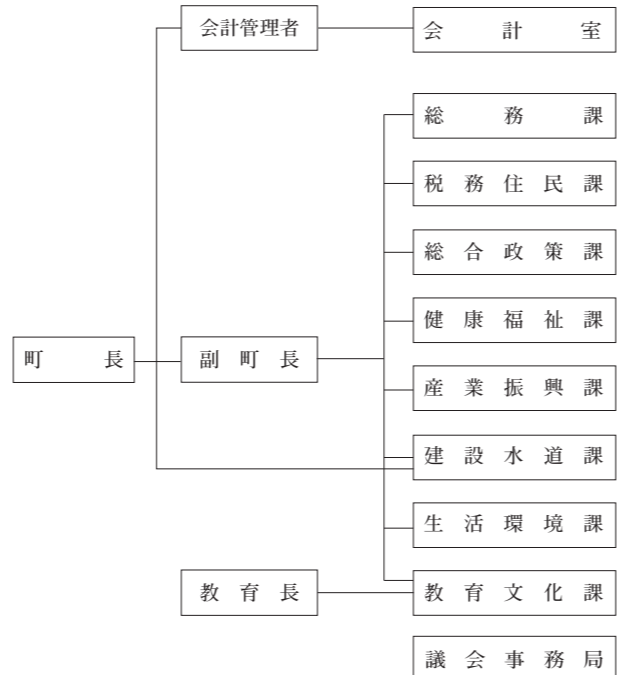 会計管理者
会計室
総務課
税務住民課
総合政策課
健康福祉課
町長
副町長
産業振興課
建設水道課
生活環境課
教育長
教育文化課
議会事務局